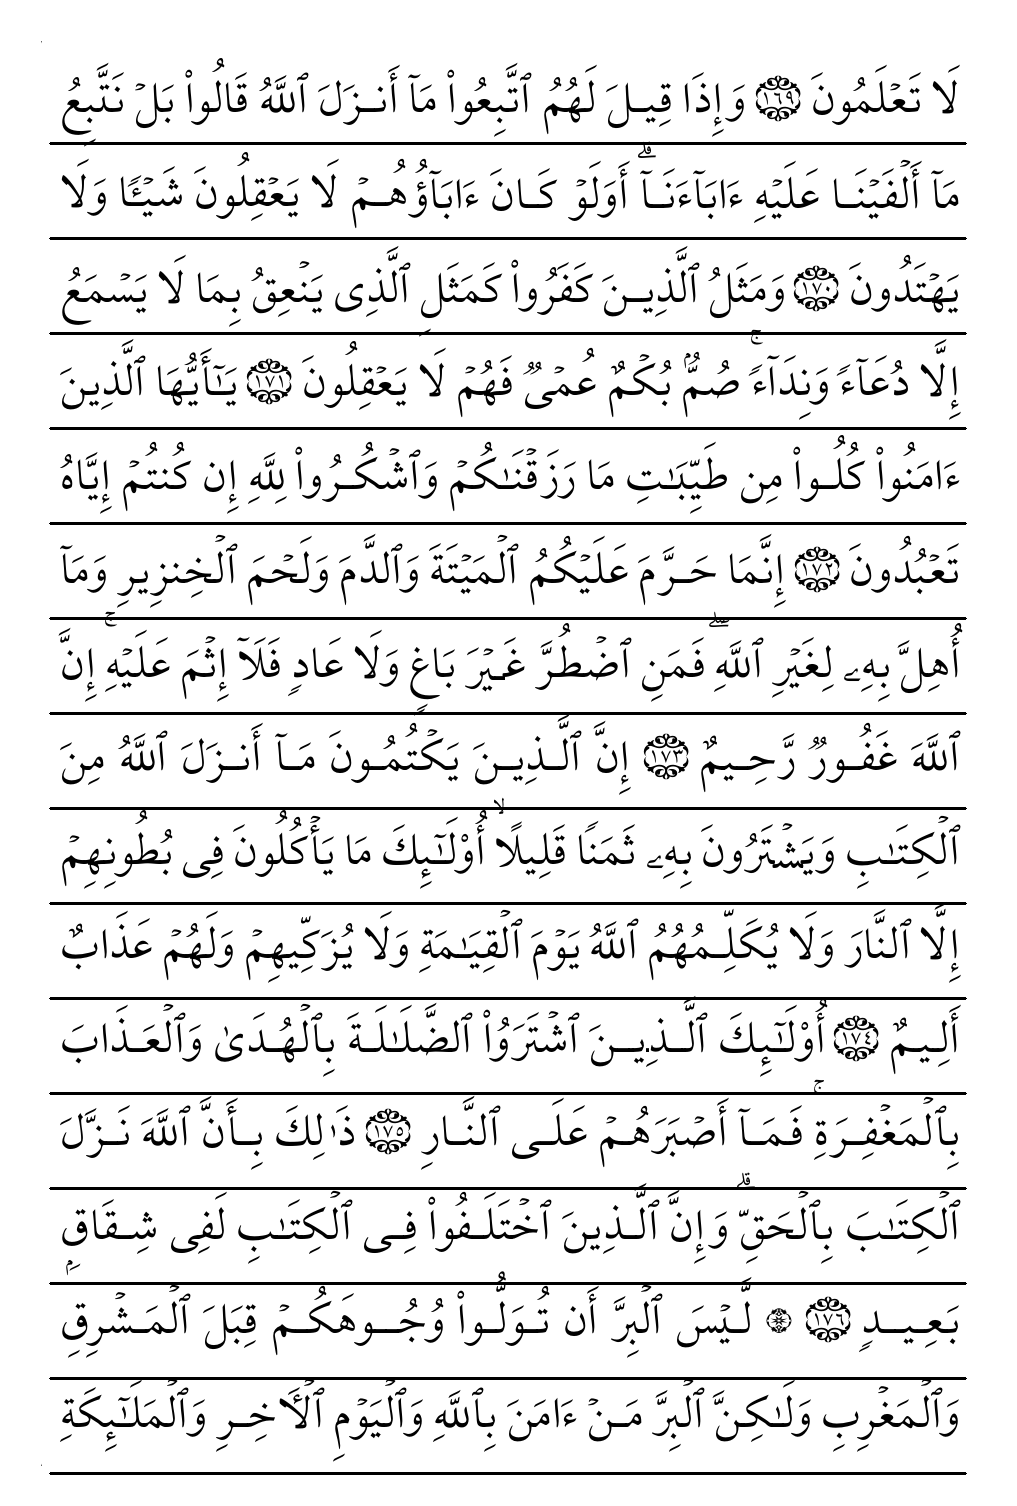 لَا تَعۡلَمُونَ ١٦٩ وَإِذَا قِيلَ لَهُمُ ٱتَّبِعُواْ مَآ أَنزَلَ ٱللَّهُ قَالُواْ بَلۡ نَتَّبِعُ
مَآ أَلۡفَيۡنَا عَلَيۡهِ ءَابَآءَنَآۗ أَوَلَوۡ كَانَ ءَابَآؤُهُمۡ لَا يَعۡقِلُونَ شَيۡـٔٗا وَلَا
يَهۡتَدُونَ ١٧٠ وَمَثَلُ ٱلَّذِينَ كَفَرُواْ كَمَثَلِ ٱلَّذِى يَنۡعِقُ بِمَا لَا يَسۡمَعُ
إِلَّا دُعَآءٗ وَنِدَآءٗۚ صُمُّۢ بُكۡمٌ عُمۡىٞ فَهُمۡ لَا يَعۡقِلُونَ ١٧١ يَـٰٓأَيُّهَا ٱلَّذِينَ
ءَامَنُواْ كُلُواْ مِن طَيِّبَـٰتِ مَا رَزَقۡنَـٰكُمۡ وَٱشۡكُرُواْ لِلَّهِ إِن كُنتُمۡ إِيَّاهُ
تَعۡبُدُونَ ١٧٢ إِنَّمَا حَرَّمَ عَلَيۡكُمُ ٱلۡمَيۡتَةَ وَٱلدَّمَ وَلَحۡمَ ٱلۡخِنزِيرِ وَمَآ
أُهِلَّ بِهِۦ لِغَيۡرِ ٱللَّهِۖ فَمَنِ ٱضۡطُرَّ غَيۡرَ بَاغٖ وَلَا عَادٖ فَلَآ إِثۡمَ عَلَيۡهِۚ إِنَّ
ٱللَّهَ غَفُورٞ رَّحِيمٌ ١٧٣ إِنَّ ٱلَّذِينَ يَكۡتُمُونَ مَآ أَنزَلَ ٱللَّهُ مِنَ
ٱلۡكِتَـٰبِ وَيَشۡتَرُونَ بِهِۦ ثَمَنٗا قَلِيلًاۙ أُوْلَـٰٓئِكَ مَا يَأۡكُلُونَ فِى بُطُونِهِمۡ
إِلَّا ٱلنَّارَ وَلَا يُكَلِّمُهُمُ ٱللَّهُ يَوۡمَ ٱلۡقِيَـٰمَةِ وَلَا يُزَكِّيهِمۡ وَلَهُمۡ عَذَابٌ
أَلِيمٌ ١٧٤ أُوْلَـٰٓئِكَ ٱلَّذِينَ ٱشۡتَرَوُاْ ٱلضَّلَـٰلَةَ بِٱلۡهُدَىٰ وَٱلۡعَذَابَ
بِٱلۡمَغۡفِرَةِۚ فَمَآ أَصۡبَرَهُمۡ عَلَى ٱلنَّارِ ١٧٥ ذَٰلِكَ بِأَنَّ ٱللَّهَ نَزَّلَ
ٱلۡكِتَـٰبَ بِٱلۡحَقِّۗ وَإِنَّ ٱلَّذِينَ ٱخۡتَلَفُواْ فِى ٱلۡكِتَـٰبِ لَفِى شِقَاقِۭ
بَعِيدٖ ١٧٦ ۞ لَّيۡسَ ٱلۡبِرَّ أَن تُوَلُّواْ وُجُوهَكُمۡ قِبَلَ ٱلۡمَشۡرِقِ
وَٱلۡمَغۡرِبِ وَلَـٰكِنَّ ٱلۡبِرَّ مَنۡ ءَامَنَ بِٱللَّهِ وَٱلۡيَوۡمِ ٱلۡأَخِرِ وَٱلۡمَلَـٰٓئِكَةِ